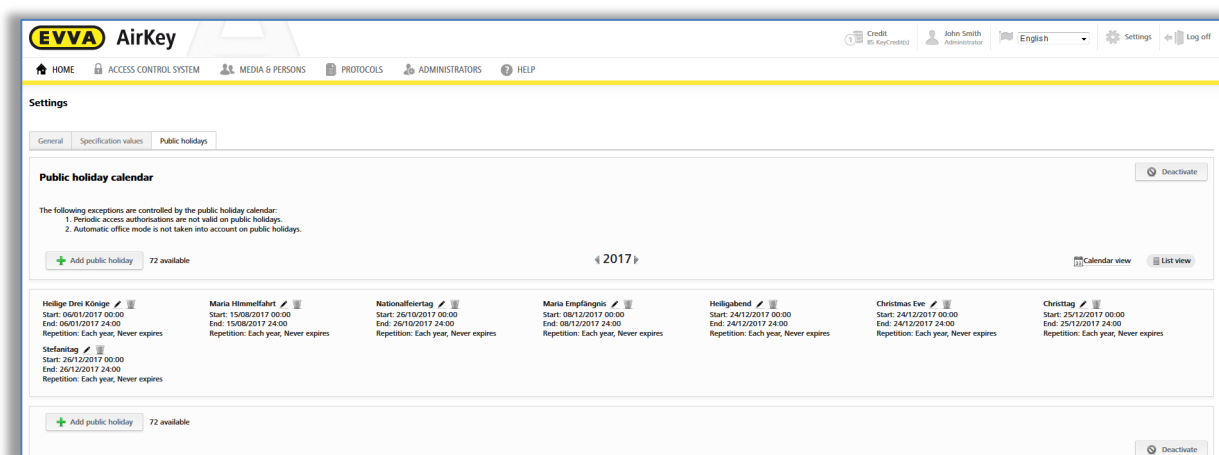 EVVA AirKey
Credit
85 KeyCredit(s)
John Smith
Administrator
English
Settings
Log off
HOME
ACCESS CONTROL SYSTEM
MEDIA & PERSONS
PROTOCOLS
ADMINISTRATORS
HELP
Settings
General
Specification values
Public holidays
Public holiday calendar
Deactivate
The following exceptions are controlled by the public holiday calendar:
1. Periodic access authorisations are not valid on public holidays.
2. Automatic office mode is not taken into account on public holidays.
Add public holiday
72 available
2017
Calendar view
List view
Heilige Drei Könige
Start: 06/01/2017 00:00
End: 06/01/2017 24:00
Repetition: Each year, Never expires
Maria HImmelfahrt
Start: 15/08/2017 00:00
End: 15/08/2017 24:00
Repetition: Each year, Never expires
Nationalfeiertag
Start: 26/10/2017 00:00
End: 26/10/2017 24:00
Repetition: Each year, Never expires
Maria Empfängnis
Start: 08/12/2017 00:00
End: 08/12/2017 24:00
Repetition: Each year, Never expires
Heiligabend
Start: 24/12/2017 00:00
End: 24/12/2017 24:00
Repetition: Each year, Never expires
Christmas Eve
Start: 24/12/2017 00:00
End: 24/12/2017 24:00
Repetition: Each year, Never expires
Christtag
Start: 25/12/2017 00:00
End: 25/12/2017 24:00
Repetition: Each year, Never expires
Stefanitag
Start: 26/12/2017 00:00
End: 26/12/2017 24:00
Repetition: Each year, Never expires
Add public holiday
72 available
Deactivate